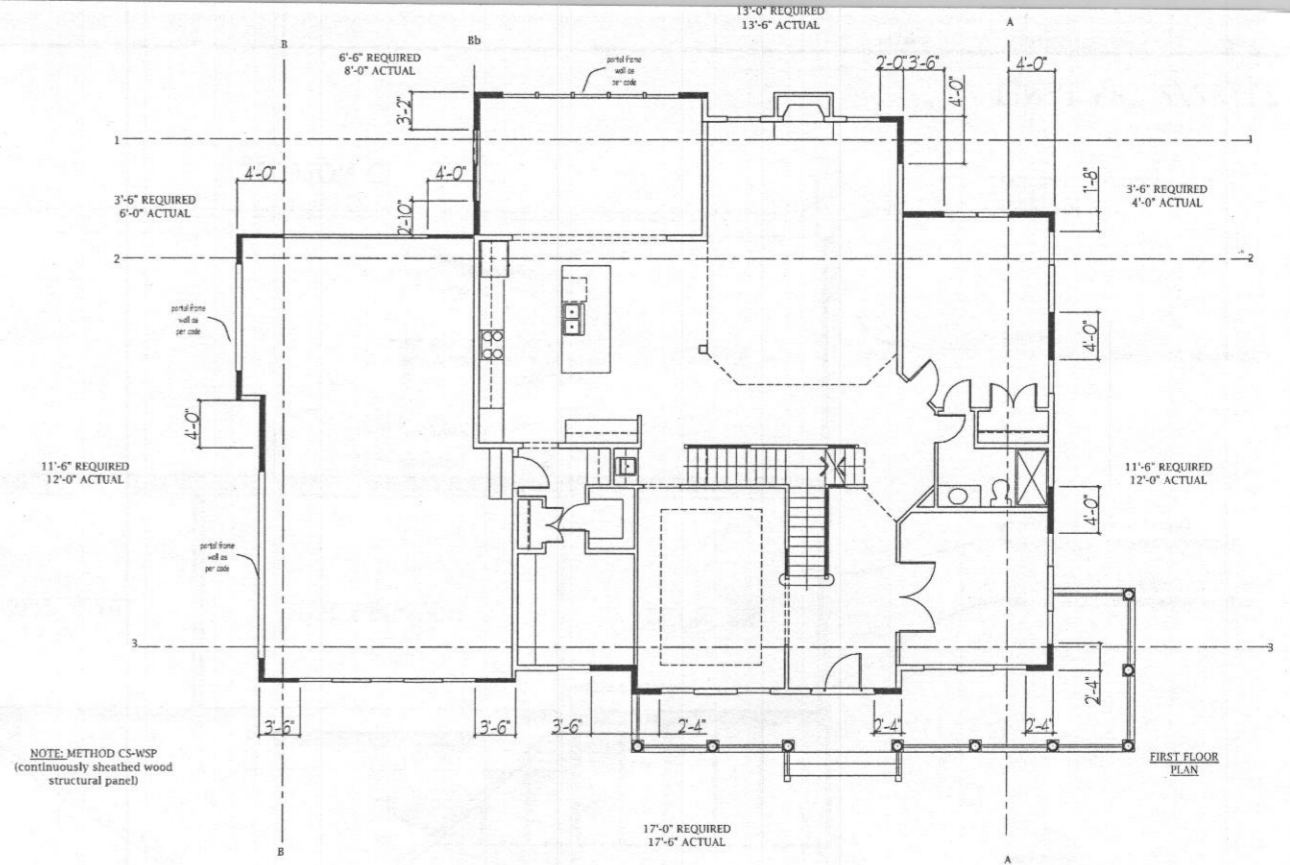 13'-0" REQUIRED
13'-6" ACTUAL
A
B
Bb
6'-6" REQUIRED
8'-0" ACTUAL
portal frame
wall as
per code
2'-0"
3'-6"
4'-0"
3'-2"
4'-0"
1
1
4'-0"
4'-0"
3'-6" REQUIRED
6'-0" ACTUAL
2'-10"
1'-8"
3'-6" REQUIRED
4'-0" ACTUAL
2
2
portal frame
wall as
per code
4'-0"
4'-0"
11'-6" REQUIRED
12'-0" ACTUAL
11'-6" REQUIRED
12'-0" ACTUAL
4'-0"
portal frame
wall as
per code
3
3
2'-4"
3'-6"
3'-6"
3'-6"
2'-4
2'-4
2'-4
NOTE: METHOD CS-WSP
(continuously sheathed wood
structural panel)
FIRST FLOOR
PLAN
17'-0" REQUIRED
17'-6" ACTUAL
B
A